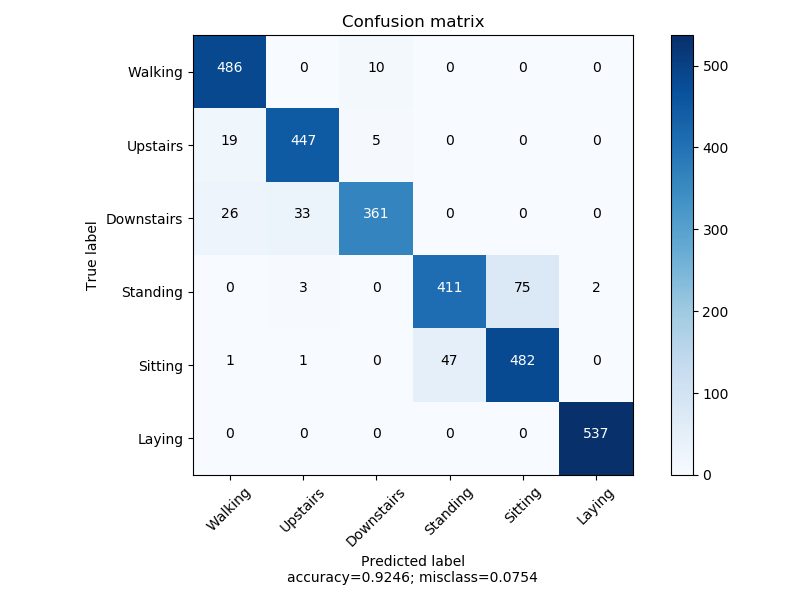 Confusion matrix
Walking 486 0 10 0 0 0
Upstairs 19 447 5 0 0 0
Downstairs 26 33 361 0 0 0
Standing 0 3 0 411 75 2
Sitting 1 1 0 47 482 0
Laying 0 0 0 0 0 537
True label
Walking Upstairs Downstairs Standing Sitting Laying
Predicted label
accuracy=0.9246; misclass=0.0754
500
400
300
200
100
0